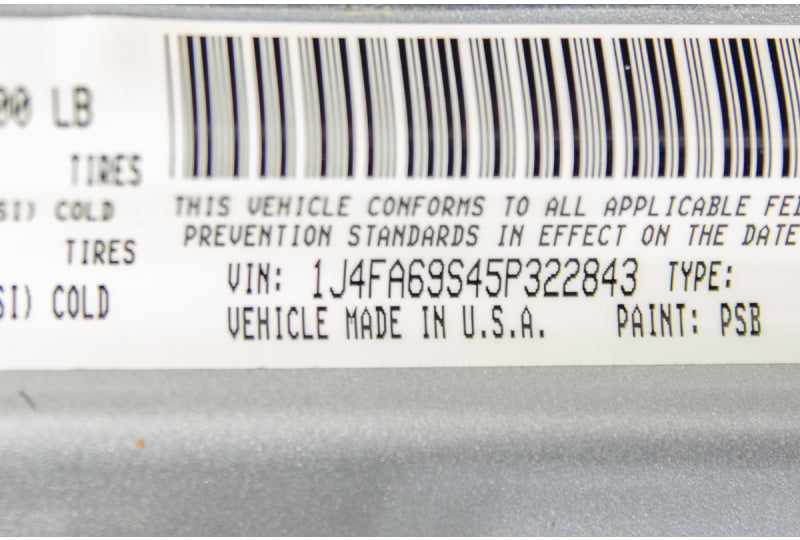 00 LB
TIRES
SI) COLD
TIRES
SI) COLD
THIS VEHICLE CONFORMS TO ALL APPLICABLE FE
PREVENTION STANDARDS IN EFFECT ON THE DATE
VIN: 1J4FA69S45P322843 TYPE:
VEHICLE MADE IN U.S.A. PAINT: PSB